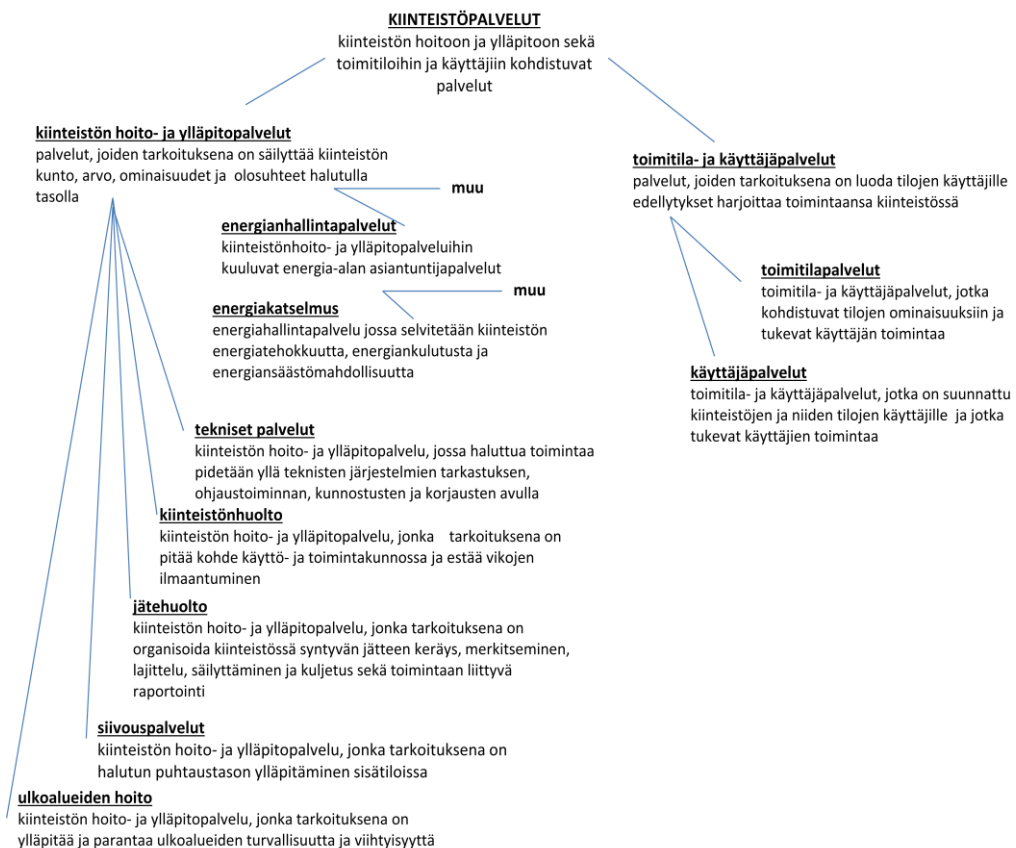 KIINTEISTÖPALVELUT
kiinteistön hoitoon ja ylläpitoon sekä
toimitiloihin ja käyttäjiin kohdistuvat
palvelut
kiinteistön hoito- ja ylläpitopalvelut
palvelut, joiden tarkoituksena on säilyttää kiinteistön
kunto, arvo, ominaisuudet ja olosuhteet halutulla
tasolla
muu
energianhallintapalvelut
kiinteistönhoito- ja ylläpitopalveluihin
kuuluvat energia-alan asiantuntijapalvelut
muu
energiakatselmus
energiahallintapalvelu jossa selvitetään kiinteistön
energiatehokkuutta, energiankulutusta ja
energiansäästömahdollisuutta
tekniset palvelut
kiinteistön hoito- ja ylläpitopalvelu, jossa haluttua toimintaa
pidetään yllä teknisten järjestelmien tarkastuksen,
ohjaustoiminnan, kunnostusten ja korjausten avulla
kiinteistönhuolto
kiinteistön hoito- ja ylläpitopalvelu, jonka tarkoituksena on
pitää kohde käyttö- ja toimintakunnossa ja estää vikojen
ilmaantuminen
jätehuolto
kiinteistön hoito- ja ylläpitopalvelu, jonka tarkoituksena on
organisoida kiinteistössä syntyvän jätteen keräys, merkitseminen,
lajittelu, säilyttäminen ja kuljetus sekä toimintaan liittyvä
raportointi
siivouspalvelut
kiinteistön hoito- ja ylläpitopalvelu, jonka tarkoituksena on
halutun puhtaustason ylläpitäminen sisätiloissa
ulkoalueiden hoito
kiinteistön hoito- ja ylläpitopalvelu, jonka tarkoituksena on
ylläpitää ja parantaa ulkoalueiden turvallisuutta ja viihtyisyyttä
toimitila- ja käyttäjäpalvelut
palvelut, joiden tarkoituksena on luoda tilojen käyttäjille
edellytykset harjoittaa toimintaansa kiinteistössä
toimitilapalvelut
toimitila- ja käyttäjäpalvelut, jotka
kohdistuvat tilojen ominaisuuksiin ja
tukevat käyttäjän toimintaa
käyttäjäpalvelut
toimitila- ja käyttäjäpalvelut, jotka on suunnattu
kiinteistöjen ja niiden tilojen käyttäjille ja jotka
tukevat käyttäjien toimintaa